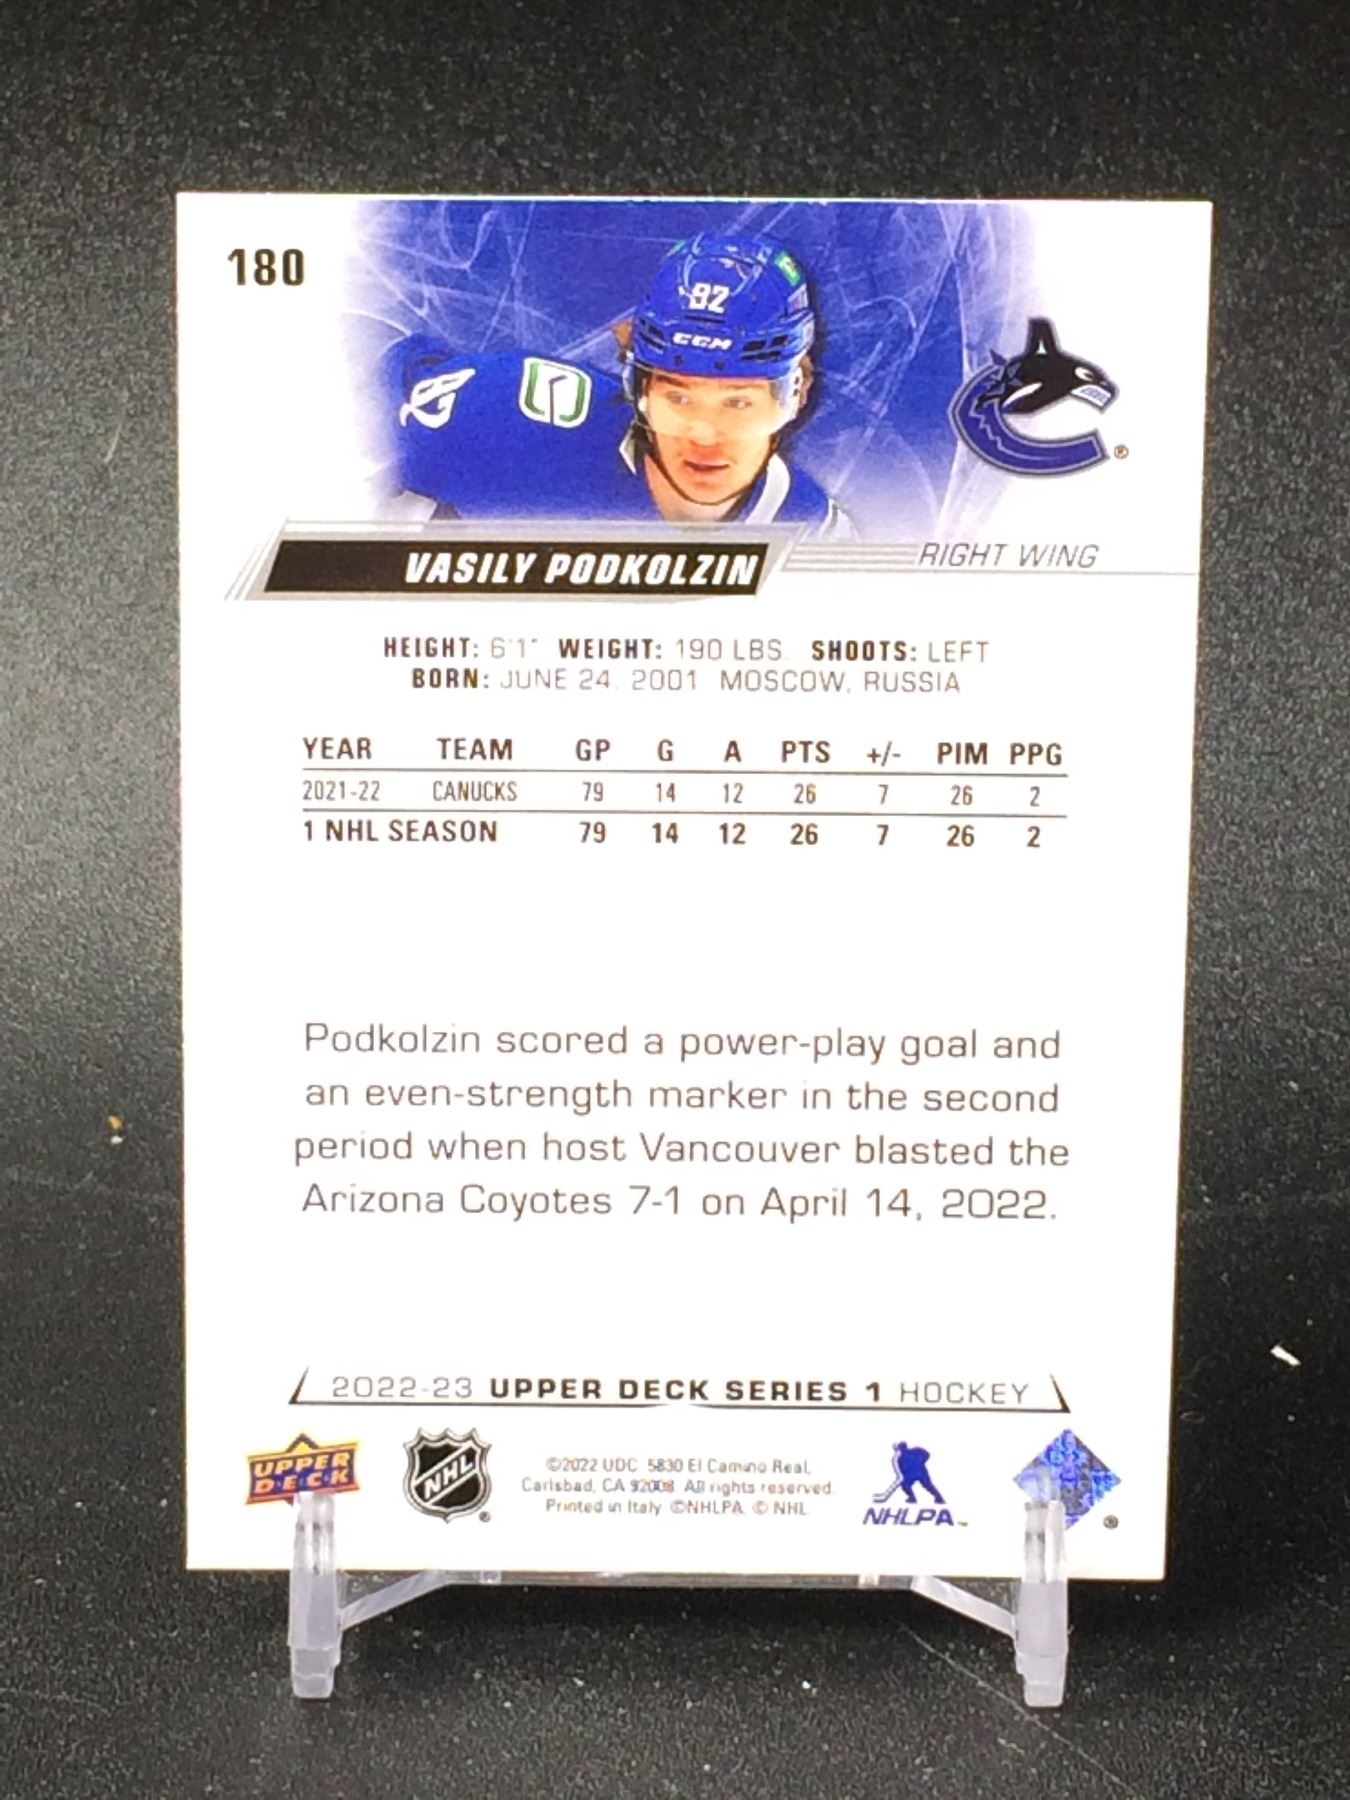 180
92
CCM
VASILY PODKOLZIN
RIGHT WING
HEIGHT: 6'1" WEIGHT: 190 LBS. SHOOTS: LEFT
BORN: JUNE 24, 2001 MOSCOW, RUSSIA
YEAR TEAM GP G A PTS +/- PIM PPG
2021-22 CANUCKS 79 14 12 26 7 26 2
1 NHL SEASON 79 14 12 26 7 26 2
Podkolzin scored a power-play goal and
an even-strength marker in the second
period when host Vancouver blasted the
Arizona Coyotes 7-1 on April 14, 2022.
2022-23 UPPER DECK SERIES 1 HOCKEY
UPPER
DECK
NHL
©2022 UDC 5830 El Camino Real,
Carlsbad, CA 92008. All rights reserved.
Printed in Italy ©NHLPA. © NHL.
NHLPA™